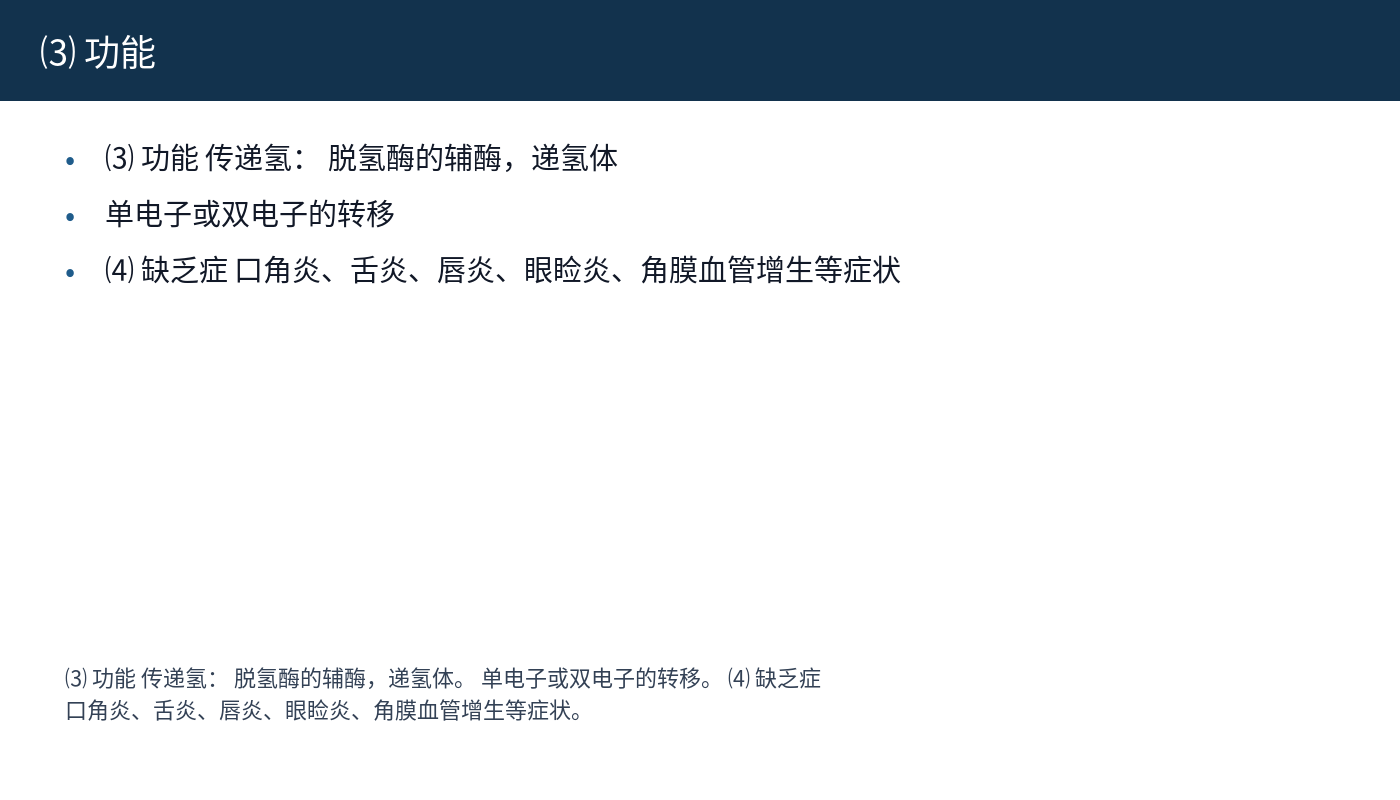 ⑶ 功能
• ⑶ 功能 传递氢： 脱氢酶的辅酶，递氢体
• 单电子或双电子的转移
• ⑷ 缺乏症 口角炎、舌炎、唇炎、眼睑炎、角膜血管增生等症状
⑶ 功能 传递氢： 脱氢酶的辅酶，递氢体。 单电子或双电子的转移。 ⑷ 缺乏症
口角炎、舌炎、唇炎、眼睑炎、角膜血管增生等症状。